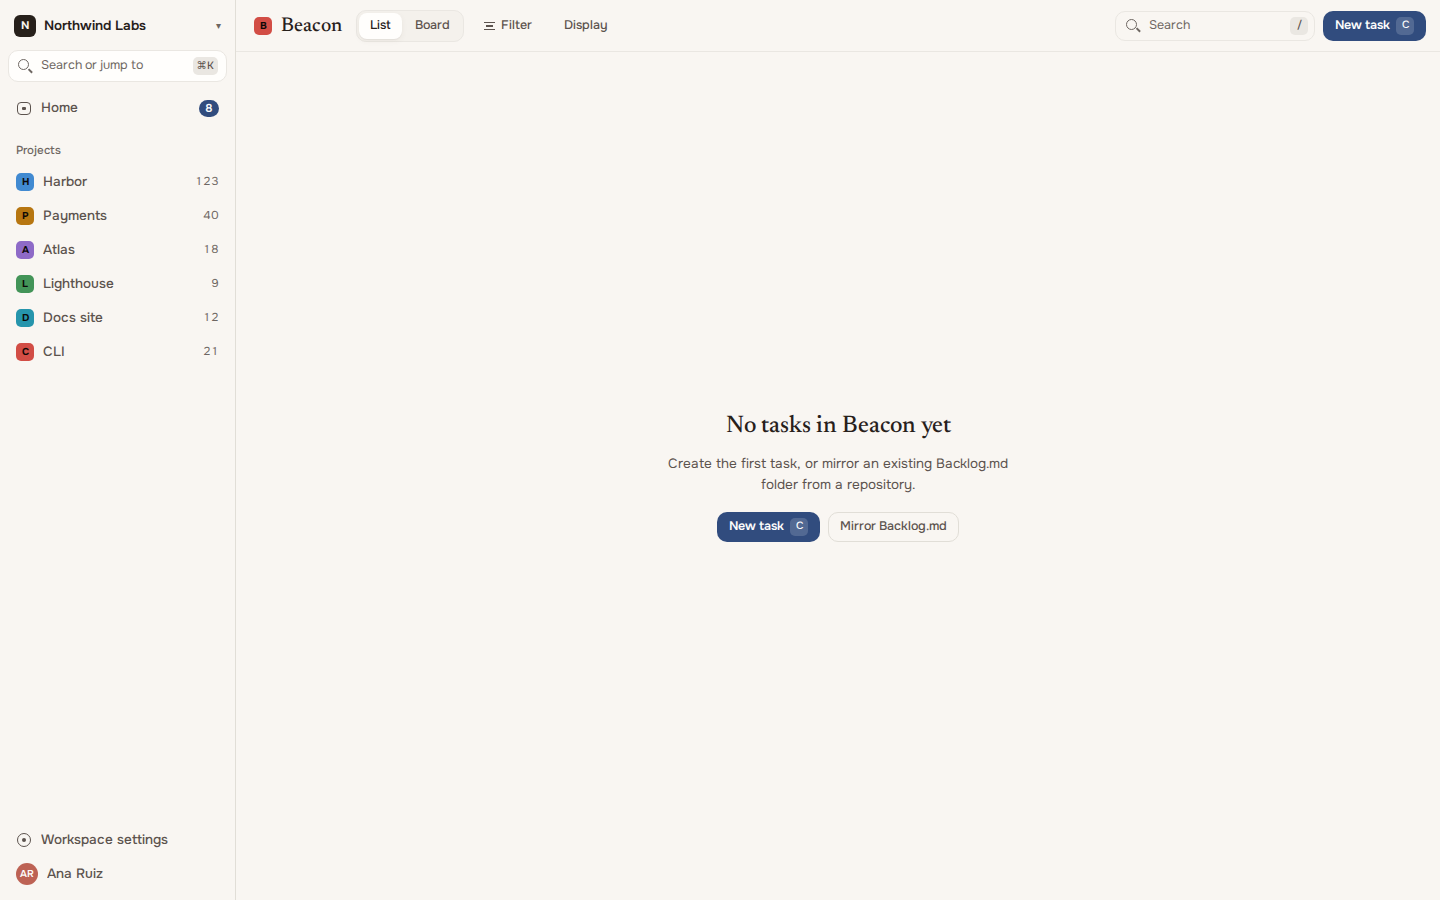 N Northwind Labs ▾
Search or jump to ⌘K
Home 8
Projects
H Harbor 123
P Payments 40
A Atlas 18
L Lighthouse 9
D Docs site 12
C CLI 21
Workspace settings
AR Ana Ruiz
B Beacon List Board Filter Display Search / New task C
No tasks in Beacon yet
Create the first task, or mirror an existing Backlog.md
folder from a repository.
New task C Mirror Backlog.md